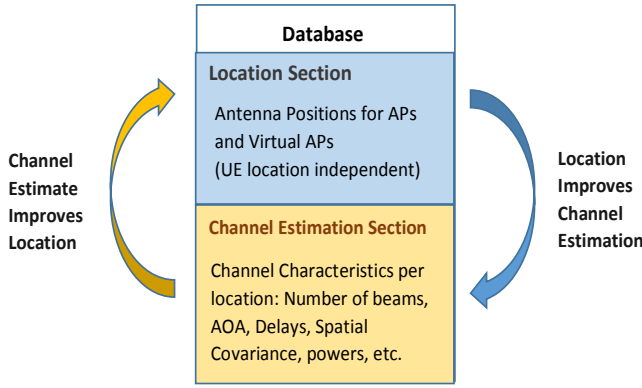 Database
Location Section
Antenna Positions for APs
and Virtual APs
(UE location independent)
Channel Estimation Section
Channel Characteristics per
location: Number of beams,
AOA, Delays, Spatial
Covariance, powers, etc.
Channel
Estimate
Improves
Location
Location
Improves
Channel
Estimation